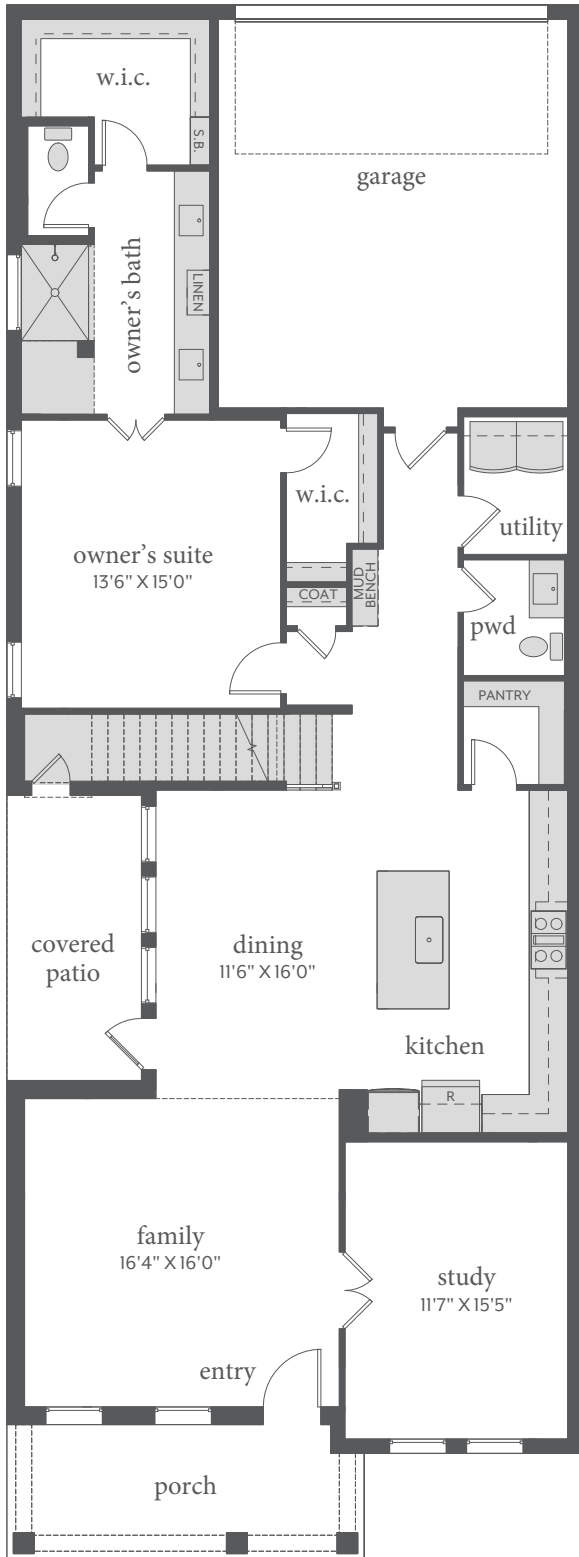 w.i.c.
S.B.
garage
owner's bath
LINEN
w.i.c.
utility
owner's suite
13'6" X 15'0"
COAT
MUD
BENCH
pwd
PANTRY
covered
patio
dining
11'6" X 16'0"
kitchen
R
family
16'4" X 16'0"
study
11'7" X 15'5"
entry
porch